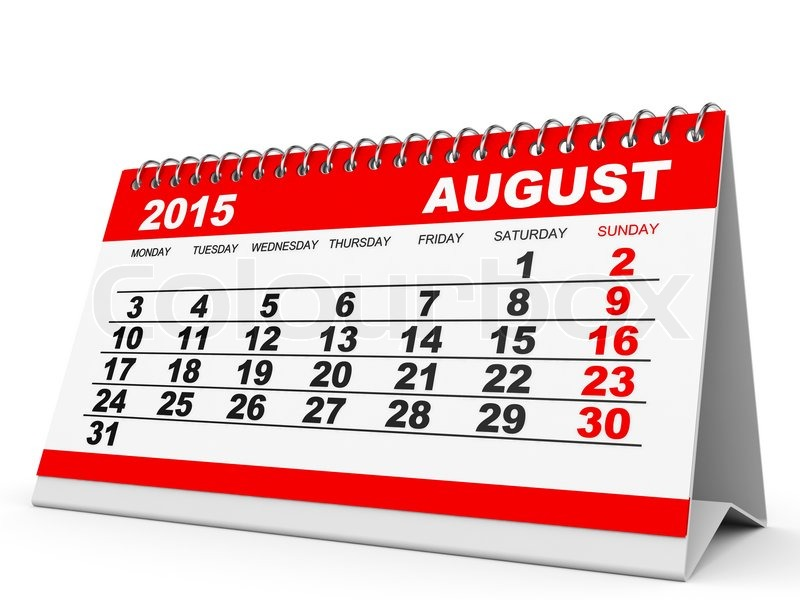 2015 AUGUST
MONDAY TUESDAY WEDNESDAY THURSDAY FRIDAY SATURDAY SUNDAY
1 2
3 4 5 6 7 8 9
10 11 12 13 14 15 16
17 18 19 20 21 22 23
24 25 26 27 28 29 30
31
Colourbox